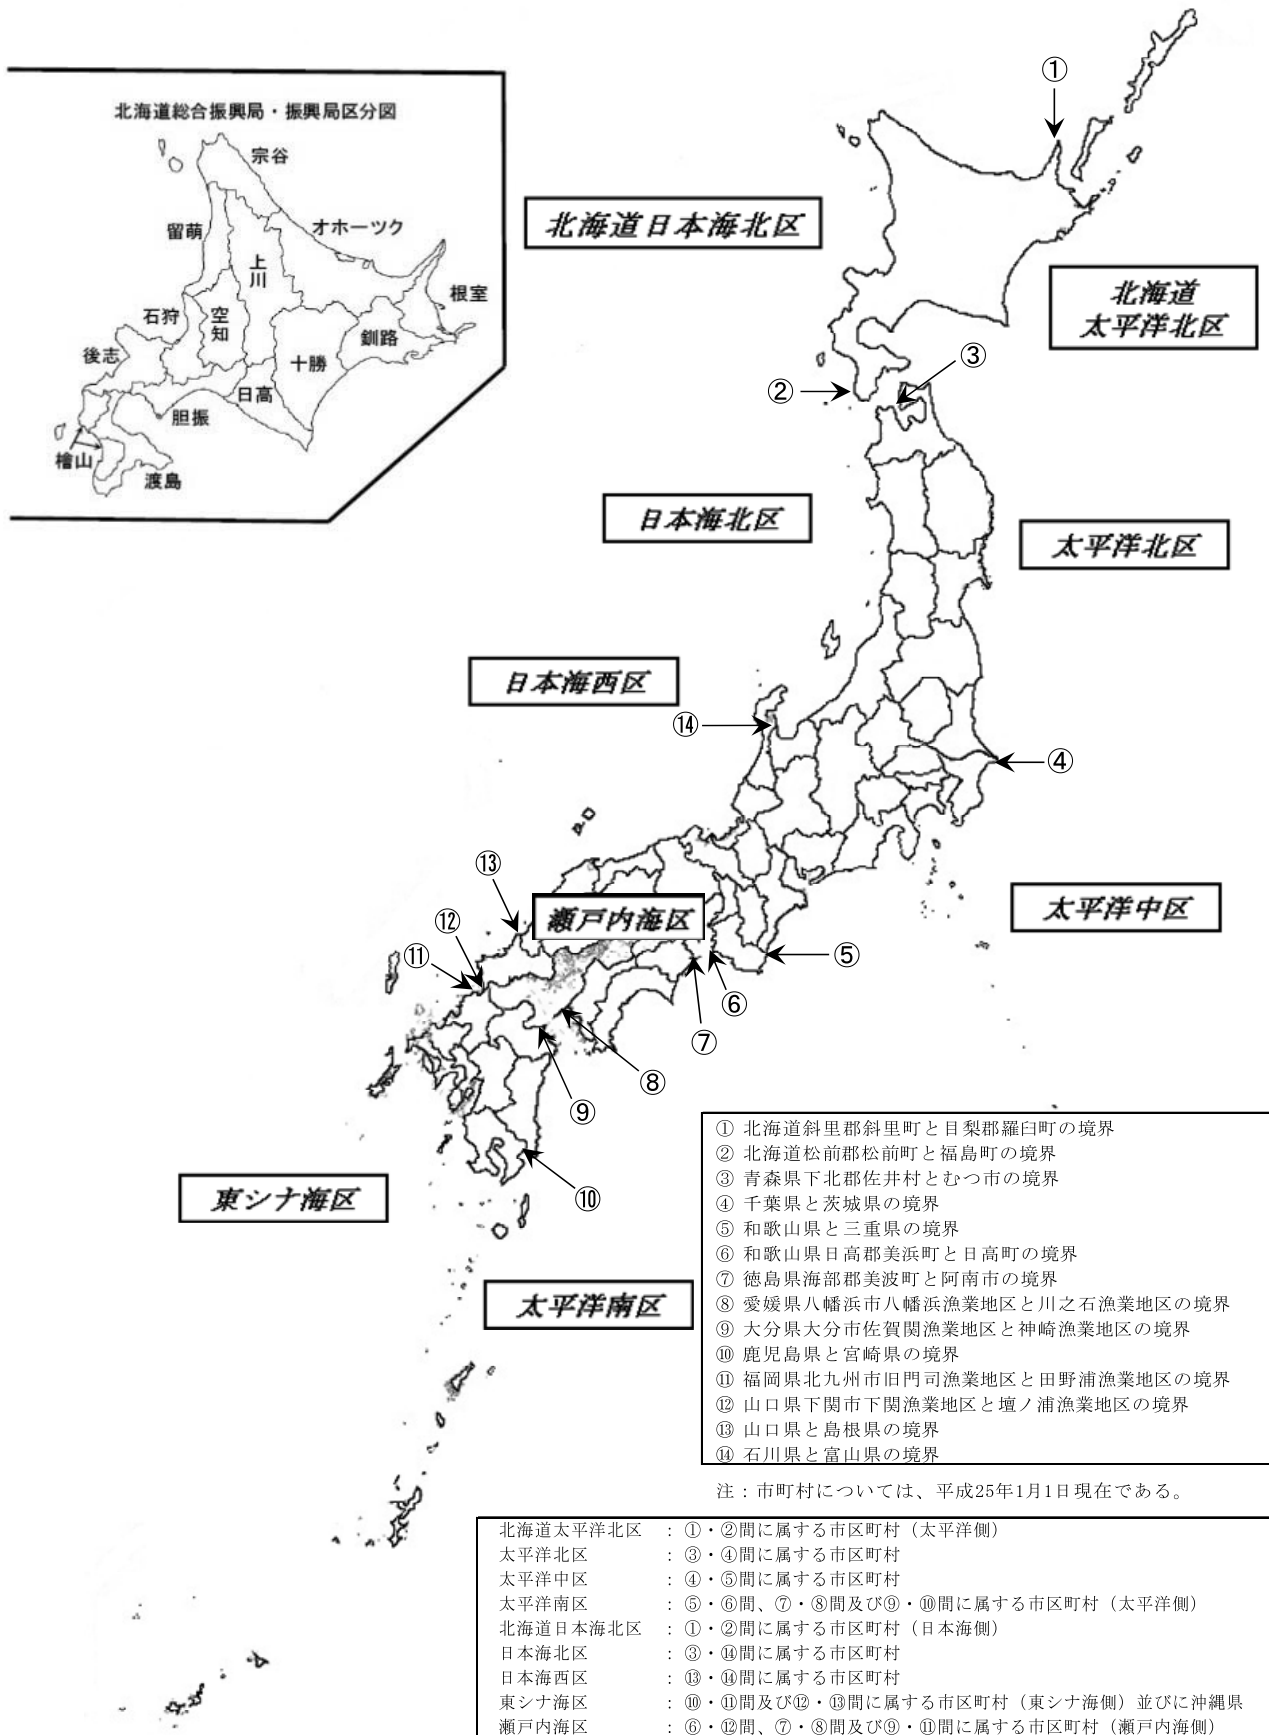 北海道総合振興局・振興局区分図
宗谷
オホーツク
留萌
上川
根室
石狩
空知
釧路
後志
十勝
日高
胆振
檜山
渡島
①
北海道日本海北区
北海道
太平洋北区
③
②
日本海北区
太平洋北区
日本海西区
⑭
④
⑬
瀬戸内海区
太平洋中区
⑫
⑪
⑤
⑥
⑦
⑧
⑨
東シナ海区
⑩
太平洋南区
① 北海道斜里郡斜里町と目梨郡羅臼町の境界
② 北海道松前郡松前町と福島町の境界
③ 青森県下北郡佐井村とむつ市の境界
④ 千葉県と茨城県の境界
⑤ 和歌山県と三重県の境界
⑥ 和歌山県日高郡美浜町と日高町の境界
⑦ 徳島県海部郡美波町と阿南市の境界
⑧ 愛媛県八幡浜市八幡浜漁業地区と川之石漁業地区の境界
⑨ 大分県大分市佐賀関漁業地区と神崎漁業地区の境界
⑩ 鹿児島県と宮崎県の境界
⑪ 福岡県北九州市旧門司漁業地区と田野浦漁業地区の境界
⑫ 山口県下関市下関漁業地区と壇ノ浦漁業地区の境界
⑬ 山口県と島根県の境界
⑭ 石川県と富山県の境界
注：市町村については、平成25年1月1日現在である。
北海道太平洋北区 ：①・②間に属する市区町村（太平洋側）
太平洋北区 ：③・④間に属する市区町村
太平洋中区 ：④・⑤間に属する市区町村
太平洋南区 ：⑤・⑥間、⑦・⑧間及び⑨・⑩間に属する市区町村（太平洋側）
北海道日本海北区 ：①・②間に属する市区町村（日本海側）
日本海北区 ：③・⑭間に属する市区町村
日本海西区 ：⑬・⑭間に属する市区町村
東シナ海区 ：⑩・⑪間及び⑫・⑬間に属する市区町村（東シナ海側）並びに沖縄県
瀬戸内海区 ：⑥・⑫間、⑦・⑧間及び⑨・⑪間に属する市区町村（瀬戸内海側）